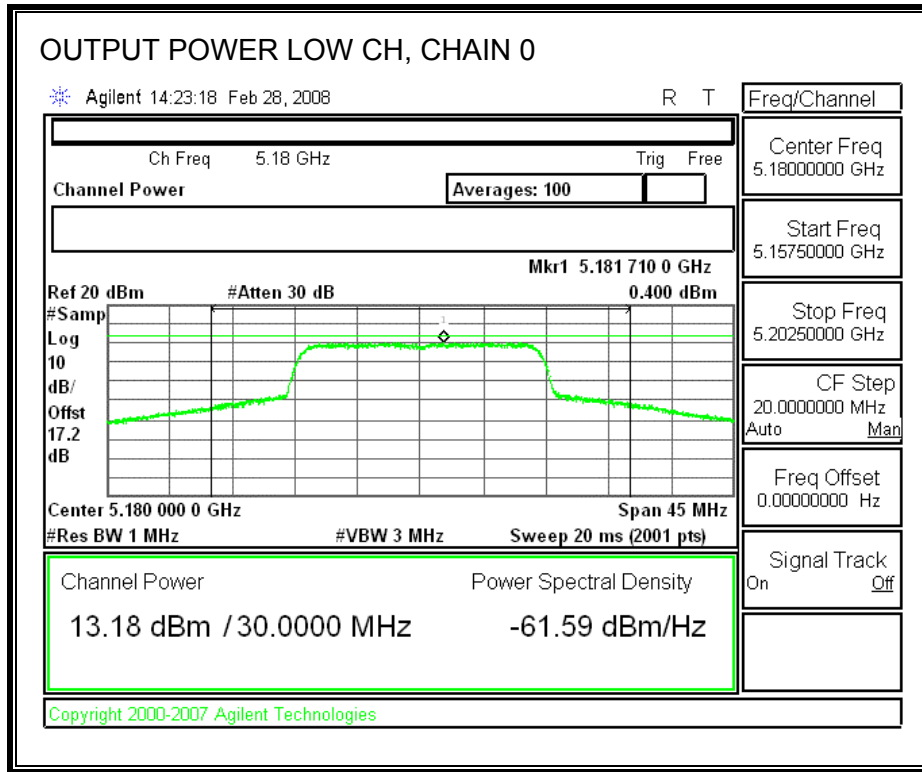 OUTPUT POWER LOW CH, CHAIN 0
Agilent 14:23:18 Feb 28, 2008 R T
Freq/Channel
Ch Freq 5.18 GHz Trig Free
Channel Power Averages: 100
Mkr1 5.181 710 0 GHz
Ref 20 dBm #Atten 30 dB 0.400 dBm
#Samp
Log
10
dB/
Offst
17.2
dB
1
Center 5.180 000 0 GHz Span 45 MHz
#Res BW 1 MHz #VBW 3 MHz Sweep 20 ms (2001 pts)
Channel Power Power Spectral Density
13.18 dBm / 30.0000 MHz -61.59 dBm/Hz
Copyright 2000-2007 Agilent Technologies
Center Freq
5.18000000 GHz
Start Freq
5.15750000 GHz
Stop Freq
5.20250000 GHz
CF Step
20.0000000 MHz
Auto Man
Freq Offset
0.00000000 Hz
Signal Track
On Off